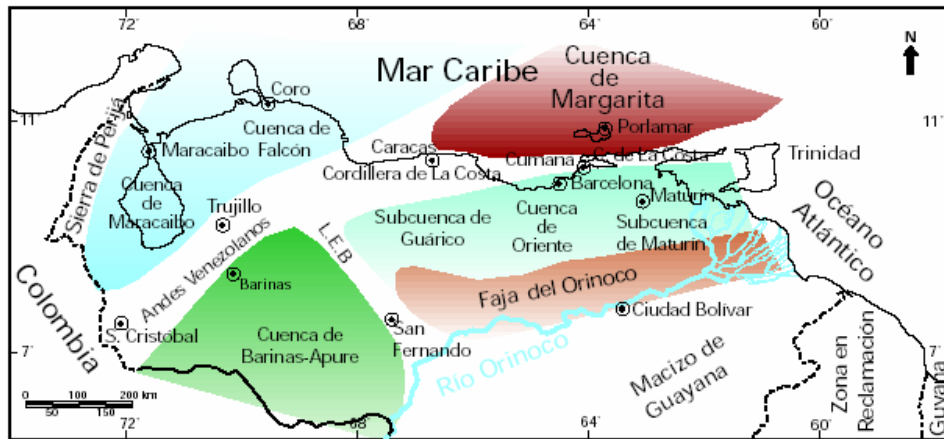 72
68
64
60
N
Mar Caribe
Cuenca
de
Margarita
11
11
Coro
Porlamar
Sierra de Perijá
Maracaibo
Cuenca de
Falcón
Caracas
Cordillera de La Costa
Cumaná
C. de La Costa
Trinidad
Cuenca
de
Maracaibo
Trujillo
Barcelona
Maturín
Subcuenca de
Guárico
Cuenca
de
Oriente
Subcuenca
de Maturín
Océano
Atlántico
L.E.B
Andes Venezolanos
Colombia
Barinas
Faja del Orinoco
Ciudad Bolívar
S. Cristóbal
Cuenca de
Barinas-Apure
San
Fernando
Río Orinoco
7
7
Macizo de
Guayana
Zona en
Reclamación
Guyana
0
100
200 km
50
150
72
68
64
60